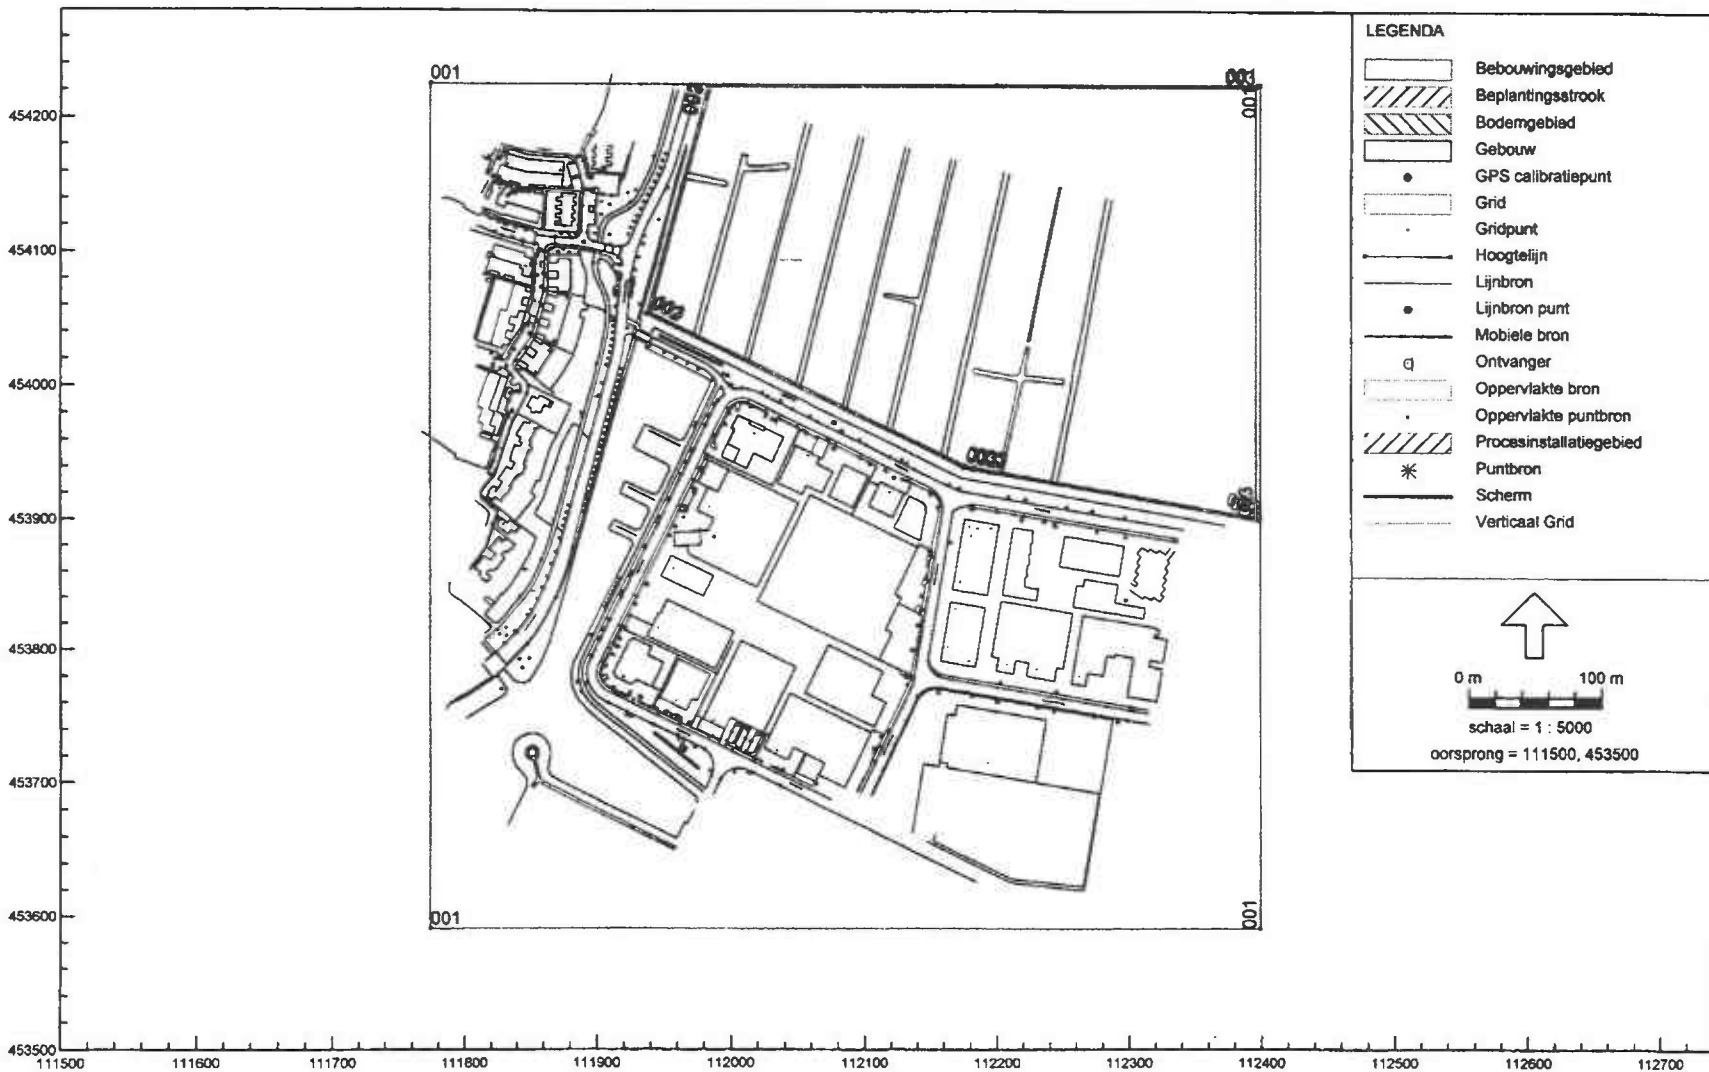 LEGENDA
Bebouwingsgebied
Beplantingsstrook
Bodemgebied
Gebouw
GPS calibratiepunt
Grid
Gridpunt
Hoogtelijn
Lijnbron
Lijnbron punt
Mobiele bron
Ontvanger
Oppervlakte bron
Oppervlakte puntbron
Procesinstallatiegebied
Puntbron
Scherm
Verticaal Grid
0 m 100 m
schaal = 1 : 5000
oorsprong = 111500, 453500
001
003
001
002
002
001
001
454200
454100
454000
453900
453800
453700
453600
453500
111500 111600 111700 111800 111900 112000 112100 112200 112300 112400 112500 112600 112700